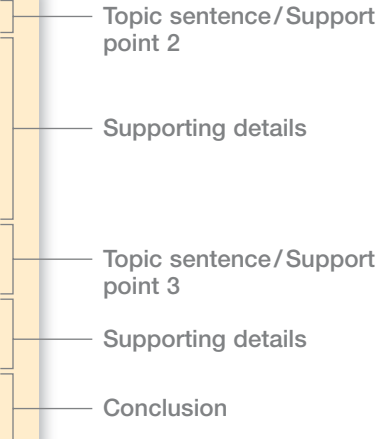 Topic sentence/Support
point 2
Supporting details
Topic sentence/Support
point 3
Supporting details
Conclusion